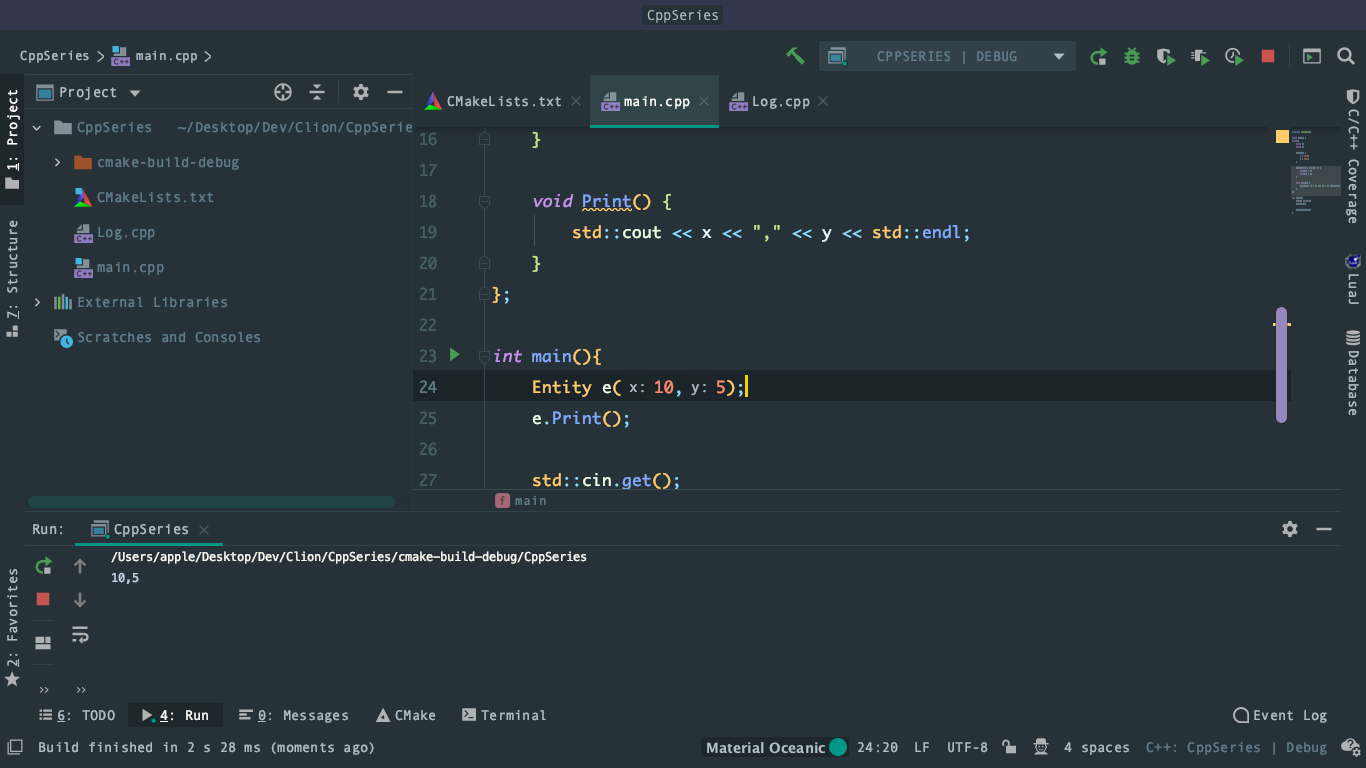 CppSeries
CppSeries > main.cpp >
CPPSERIES | DEBUG
Project
CMakeLists.txt
main.cpp
Log.cpp
1: Project
Z: Structure
2: Favorites
CppSeries ~/Desktop/Dev/Clion/CppSerie
cmake-build-debug
CMakeLists.txt
Log.cpp
main.cpp
External Libraries
Scratches and Consoles
16 }
17
18 void Print() {
19 std::cout << x << "," << y << std::endl;
20 }
21 };
22
23 int main(){
24 Entity e( x: 10, y: 5);
25 e.Print();
26
27 std::cin.get();
f main
C/C++ Coverage
LuaJ
Database
Run: CppSeries
/Users/apple/Desktop/Dev/Clion/CppSeries/cmake-build-debug/CppSeries
10,5
6: TODO
4: Run
0: Messages
CMake
Terminal
Event Log
Build finished in 2 s 28 ms (moments ago)
Material Oceanic
24:20
LF
UTF-8
4 spaces
C++: CppSeries | Debug